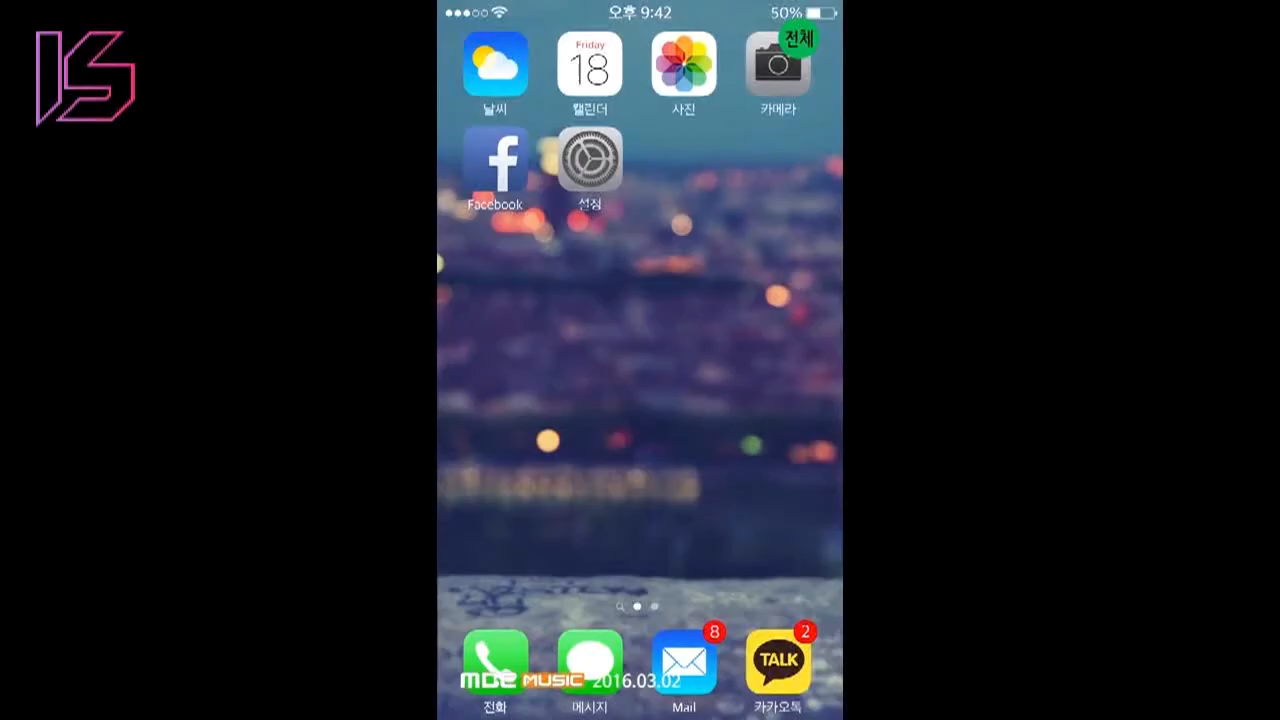 오후 9:42
50%
전체
Friday
18
날씨
캘린더
사진
카메라
Facebook
설정
8
2
TALK
MBC MUSIC 2016.03.02
전화
메시지
Mail
카카오톡